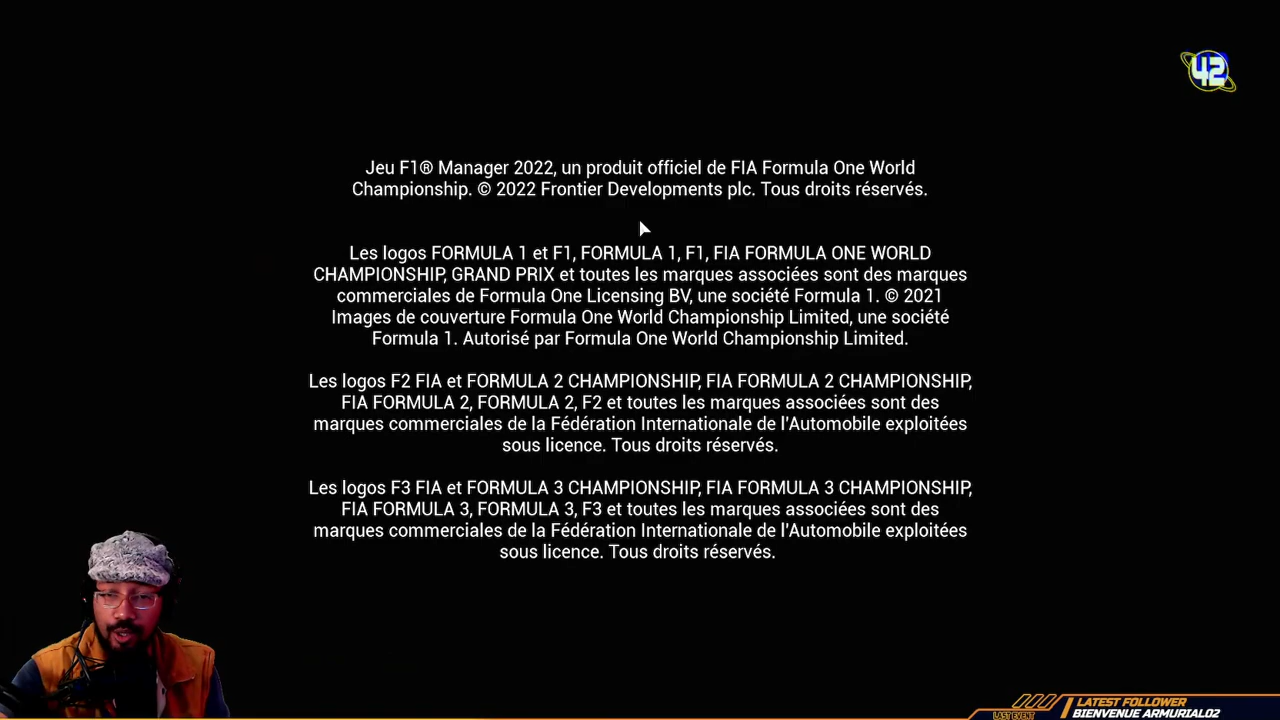 42
Jeu F1® Manager 2022, un produit officiel de FIA Formula One World
Championship. © 2022 Frontier Developments plc. Tous droits réservés.
Les logos FORMULA 1 et F1, FORMULA 1, F1, FIA FORMULA ONE WORLD
CHAMPIONSHIP, GRAND PRIX et toutes les marques associées sont des marques
commerciales de Formula One Licensing BV, une société Formula 1. © 2021
Images de couverture Formula One World Championship Limited, une société
Formula 1. Autorisé par Formula One World Championship Limited.
Les logos F2 FIA et FORMULA 2 CHAMPIONSHIP, FIA FORMULA 2 CHAMPIONSHIP,
FIA FORMULA 2, FORMULA 2, F2 et toutes les marques associées sont des
marques commerciales de la Fédération Internationale de l'Automobile exploitées
sous licence. Tous droits réservés.
Les logos F3 FIA et FORMULA 3 CHAMPIONSHIP, FIA FORMULA 3 CHAMPIONSHIP,
FIA FORMULA 3, FORMULA 3, F3 et toutes les marques associées sont des
marques commerciales de la Fédération Internationale de l'Automobile exploitées
sous licence. Tous droits réservés.
LATEST FOLLOWER
LAST EVENT
BIENVENUE ARMURIAL02